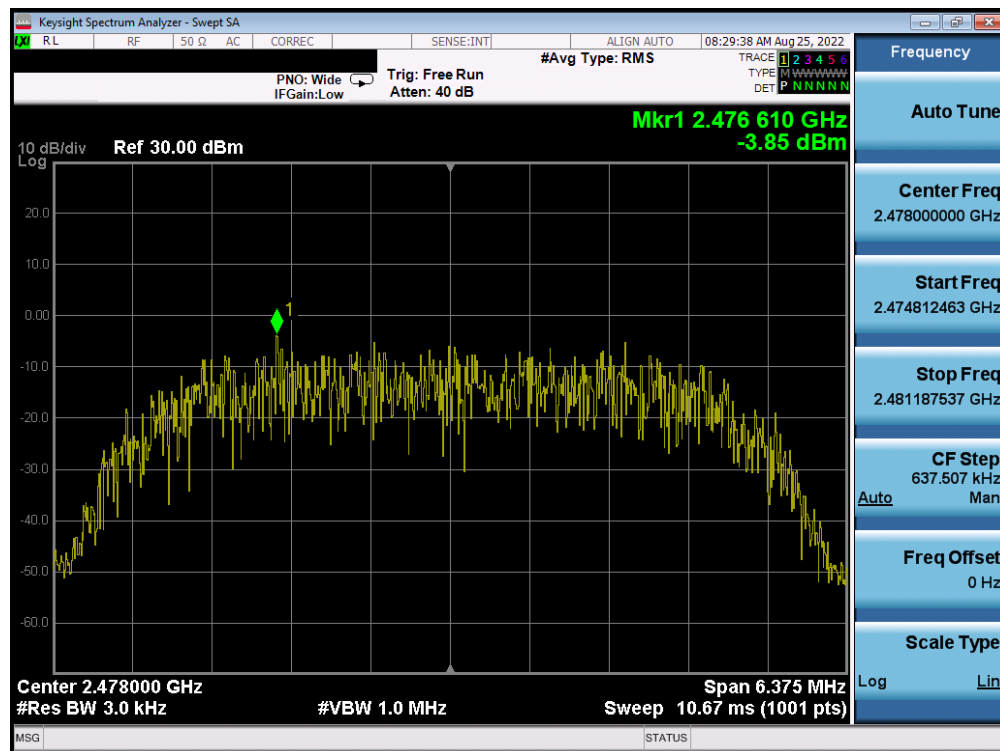 Keysight Spectrum Analyzer - Swept SA
LXI RL RF 50 Ω AC CORREC SENSE:INT ALIGN AUTO 08:29:38 AM Aug 25, 2022
#Avg Type: RMS
TRACE 1 2 3 4 5 6
PNO: Wide
Trig: Free Run
TYPE M WWWWW
IFGain:Low
Atten: 40 dB
DET P N N N N N
Mkr1 2.476 610 GHz
-3.85 dBm
10 dB/div Ref 30.00 dBm
Log
20.0
10.0
0.00
-10.0
-20.0
-30.0
-40.0
-50.0
-60.0
1
Center 2.478000 GHz
Span 6.375 MHz
#Res BW 3.0 kHz
#VBW 1.0 MHz
Sweep 10.67 ms (1001 pts)
MSG
STATUS
Frequency
Auto Tune
Center Freq
2.478000000 GHz
Start Freq
2.474812463 GHz
Stop Freq
2.481187537 GHz
CF Step
637.507 kHz
Auto Man
Freq Offset
0 Hz
Scale Type
Log Lin